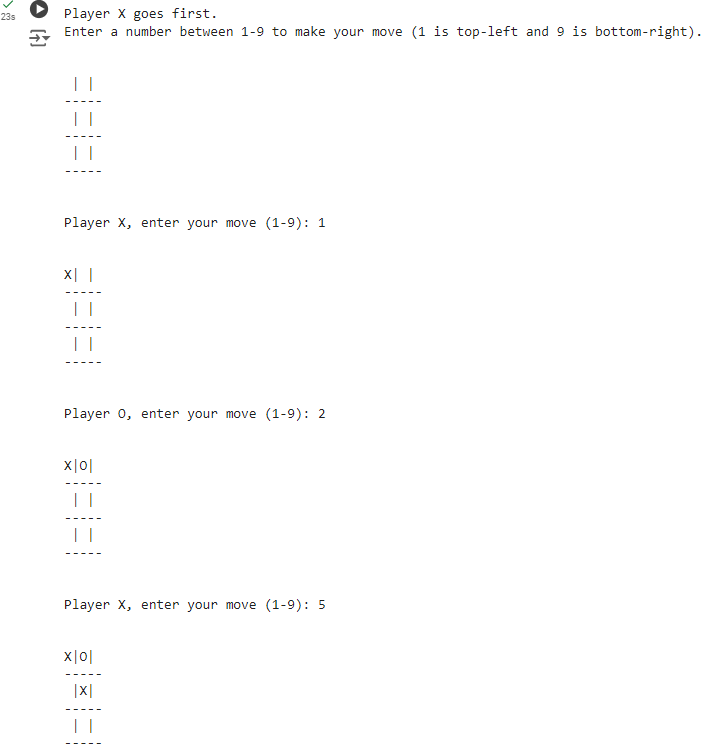 23s
Player X goes first.
Enter a number between 1-9 to make your move (1 is top-left and 9 is bottom-right).
 | |
-----
 | |
-----
 | |
-----
Player X, enter your move (1-9): 1
X| |
-----
 | |
-----
 | |
-----
Player O, enter your move (1-9): 2
X|O|
-----
 | |
-----
 | |
-----
Player X, enter your move (1-9): 5
X|O|
-----
 |X|
-----
 | |
-----